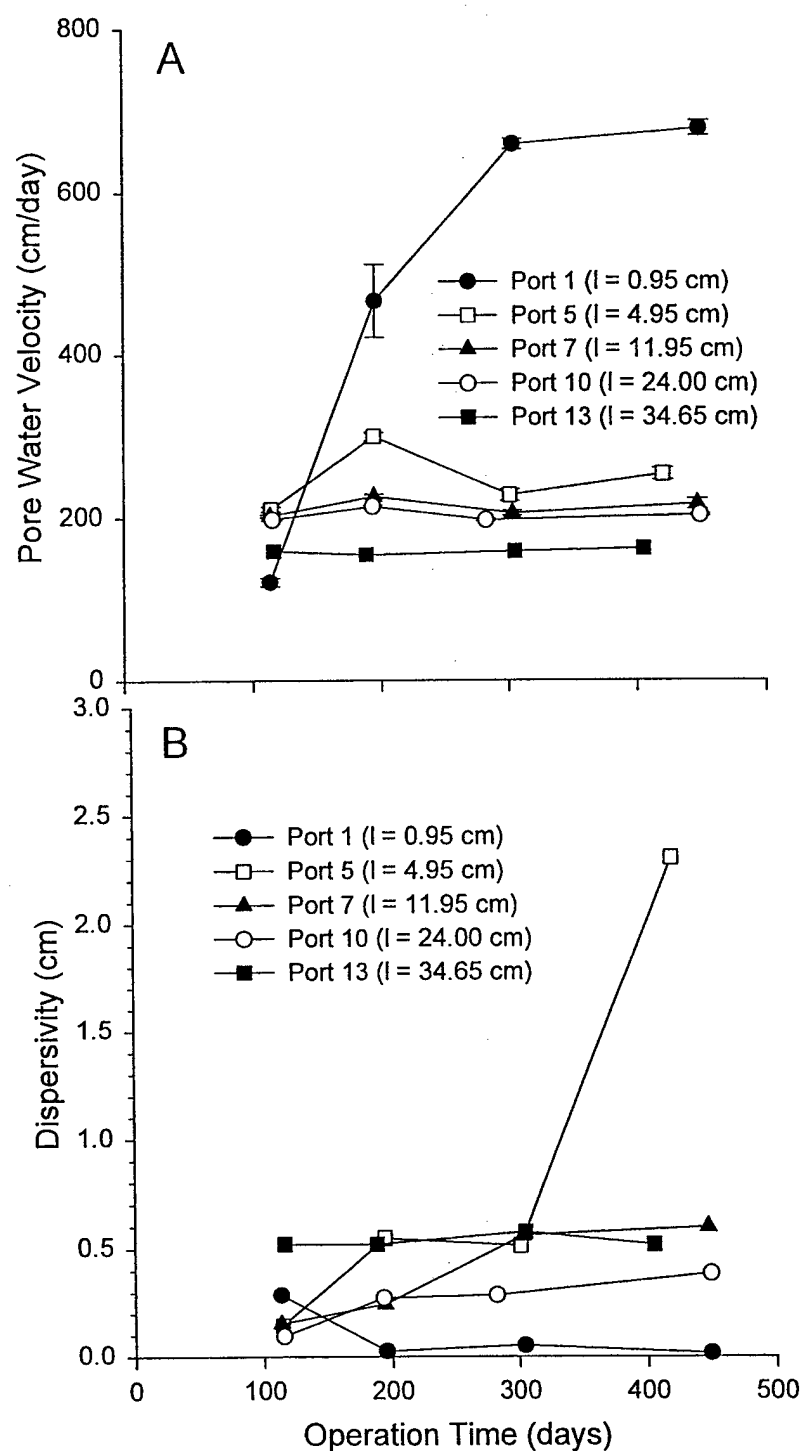 A
Pore Water Velocity (cm/day)
800
600
400
200
0
Port 1 (l = 0.95 cm)
Port 5 (l = 4.95 cm)
Port 7 (l = 11.95 cm)
Port 10 (l = 24.00 cm)
Port 13 (l = 34.65 cm)
B
Dispersivity (cm)
3.0
2.5
2.0
1.5
1.0
0.5
0.0
Port 1 (l = 0.95 cm)
Port 5 (l = 4.95 cm)
Port 7 (l = 11.95 cm)
Port 10 (l = 24.00 cm)
Port 13 (l = 34.65 cm)
0 100 200 300 400 500
Operation Time (days)